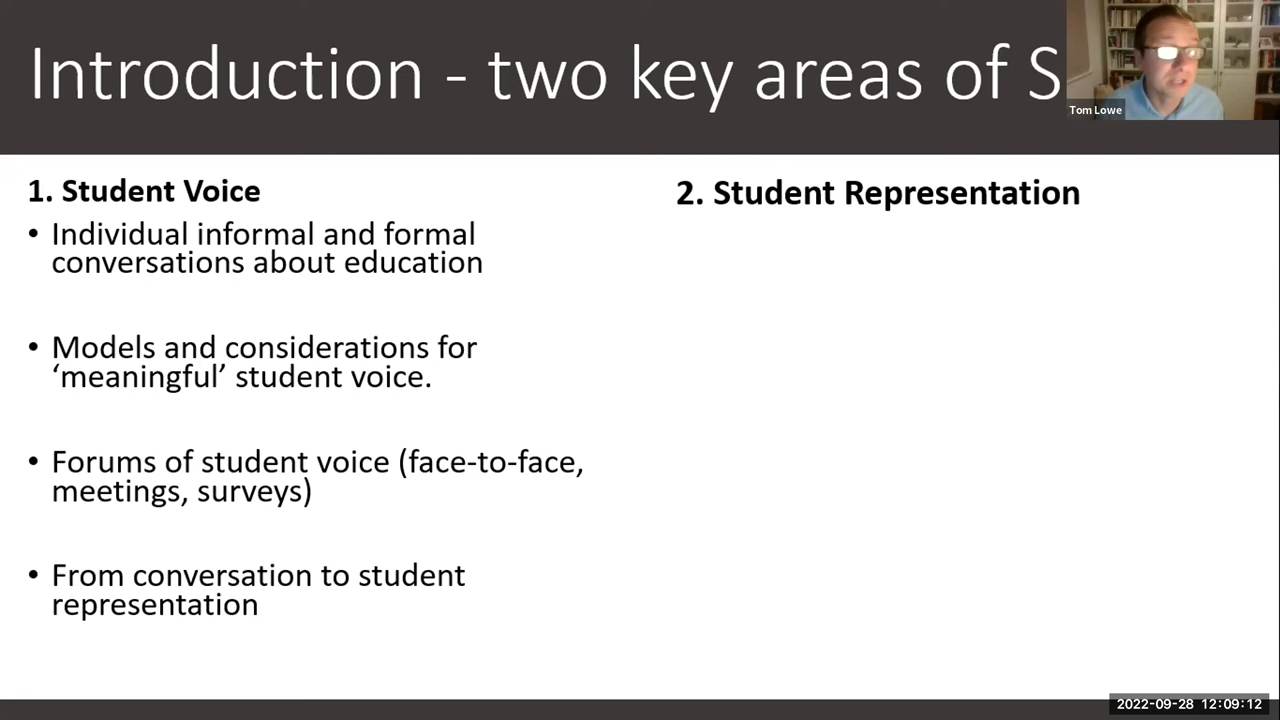 Introduction - two key areas of S
Tom Lowe
1. Student Voice
• Individual informal and formal
conversations about education
• Models and considerations for
‘meaningful’ student voice.
• Forums of student voice (face-to-face,
meetings, surveys)
• From conversation to student
representation
2. Student Representation
2022-09-28 12:09:12